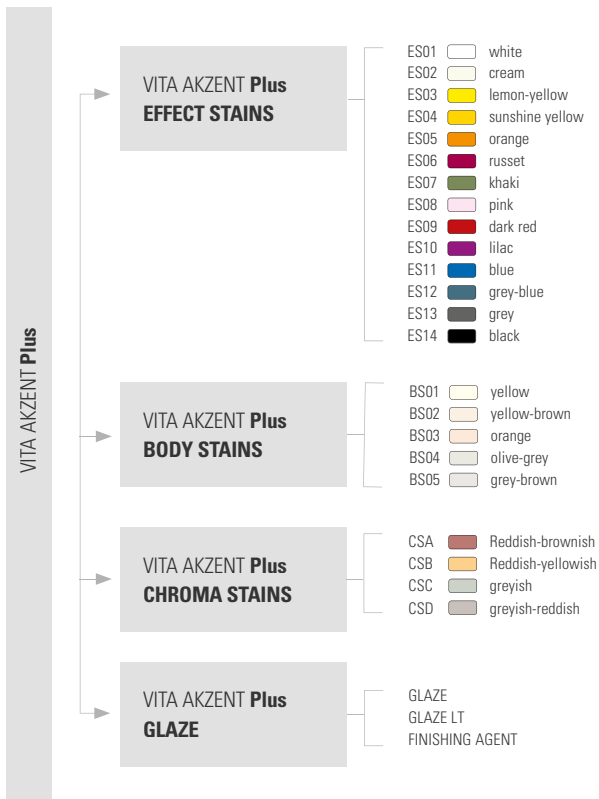 VITA AKZENT Plus
VITA AKZENT Plus
EFFECT STAINS
ES01 white
ES02 cream
ES03 lemon-yellow
ES04 sunshine yellow
ES05 orange
ES06 russet
ES07 khaki
ES08 pink
ES09 dark red
ES10 lilac
ES11 blue
ES12 grey-blue
ES13 grey
ES14 black
VITA AKZENT Plus
BODY STAINS
BS01 yellow
BS02 yellow-brown
BS03 orange
BS04 olive-grey
BS05 grey-brown
VITA AKZENT Plus
CHROMA STAINS
CSA Reddish-brownish
CSB Reddish-yellowish
CSC greyish
CSD greyish-reddish
VITA AKZENT Plus
GLAZE
GLAZE
GLAZE LT
FINISHING AGENT